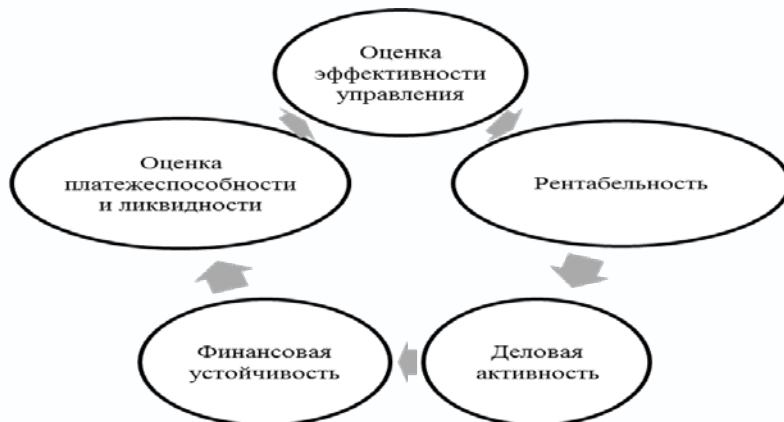 Оценка
эффективности
управления
Оценка
платежеспособности
и ликвидности
Рентабельность
Финансовая
устойчивость
Деловая
активность